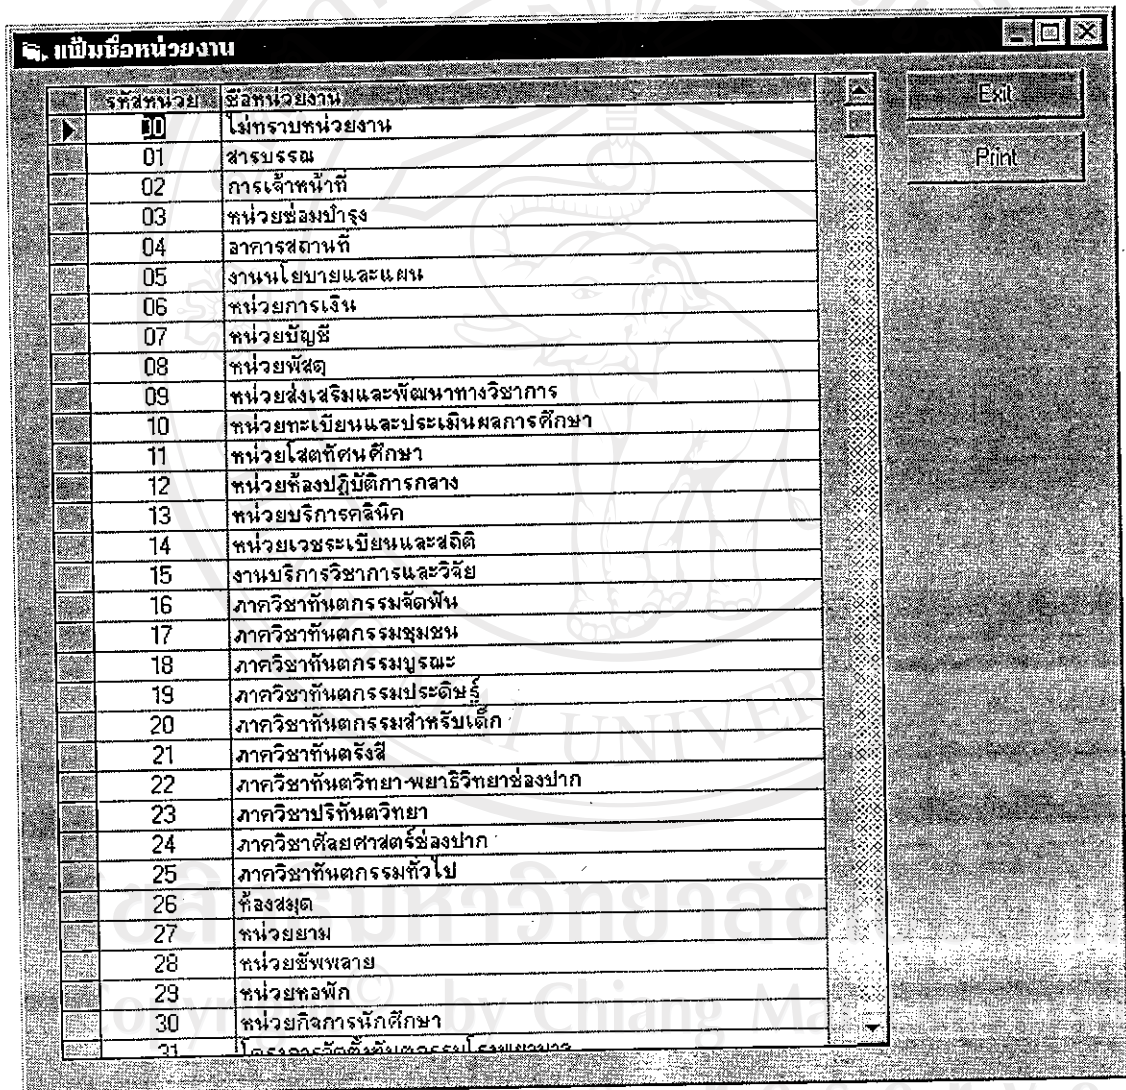 แฟ้มชื่อหน่วยงาน
รหัสหน่วย ชื่อหน่วยงาน
Exit
00 ไม่ทราบหน่วยงาน
01 สารบรรณ
Print
02 การเจ้าหน้าที่
03 หน่วยซ่อมบำรุง
04 อาคารสถานที่
05 งานนโยบายและแผน
06 หน่วยการเงิน
07 หน่วยบัญชี
08 หน่วยพัสดุ
09 หน่วยส่งเสริมและพัฒนาทางวิชาการ
10 หน่วยทะเบียนและประเมินผลการศึกษา
11 หน่วยโสตทัศนศึกษา
12 หน่วยห้องปฏิบัติการกลาง
13 หน่วยบริการคลินิค
14 หน่วยเวชระเบียนและสถิติ
15 งานบริการวิชาการและวิจัย
16 ภาควิชาทันตกรรมจัดฟัน
17 ภาควิชาทันตกรรมชุมชน
18 ภาควิชาทันตกรรมบูรณะ
19 ภาควิชาทันตกรรมประดิษฐ์
20 ภาควิชาทันตกรรมสำหรับเด็ก
21 ภาควิชาทันตรังสี
22 ภาควิชาทันตวิทยา-พยาธิวิทยาช่องปาก
23 ภาควิชาปริทันตวิทยา
24 ภาควิชาศัลยศาสตร์ช่องปาก
25 ภาควิชาทันตกรรมทั่วไป
26 ห้องสมุด
27 หน่วยยาม
28 หน่วยซัพพลาย
29 หน่วยหอพัก
30 หน่วยกิจการนักศึกษา
31